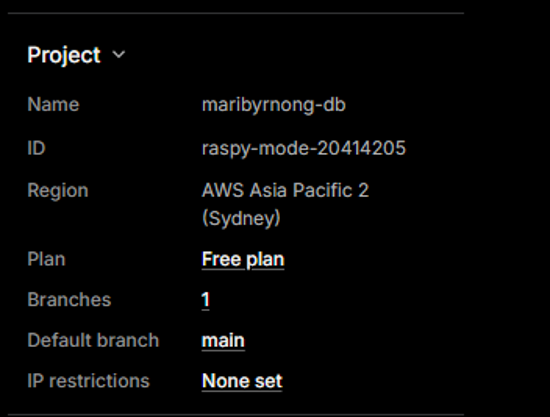 Project
Name maribyrnong-db
ID raspy-mode-20414205
Region AWS Asia Pacific 2
(Sydney)
Plan Free plan
Branches 1
Default branch main
IP restrictions None set